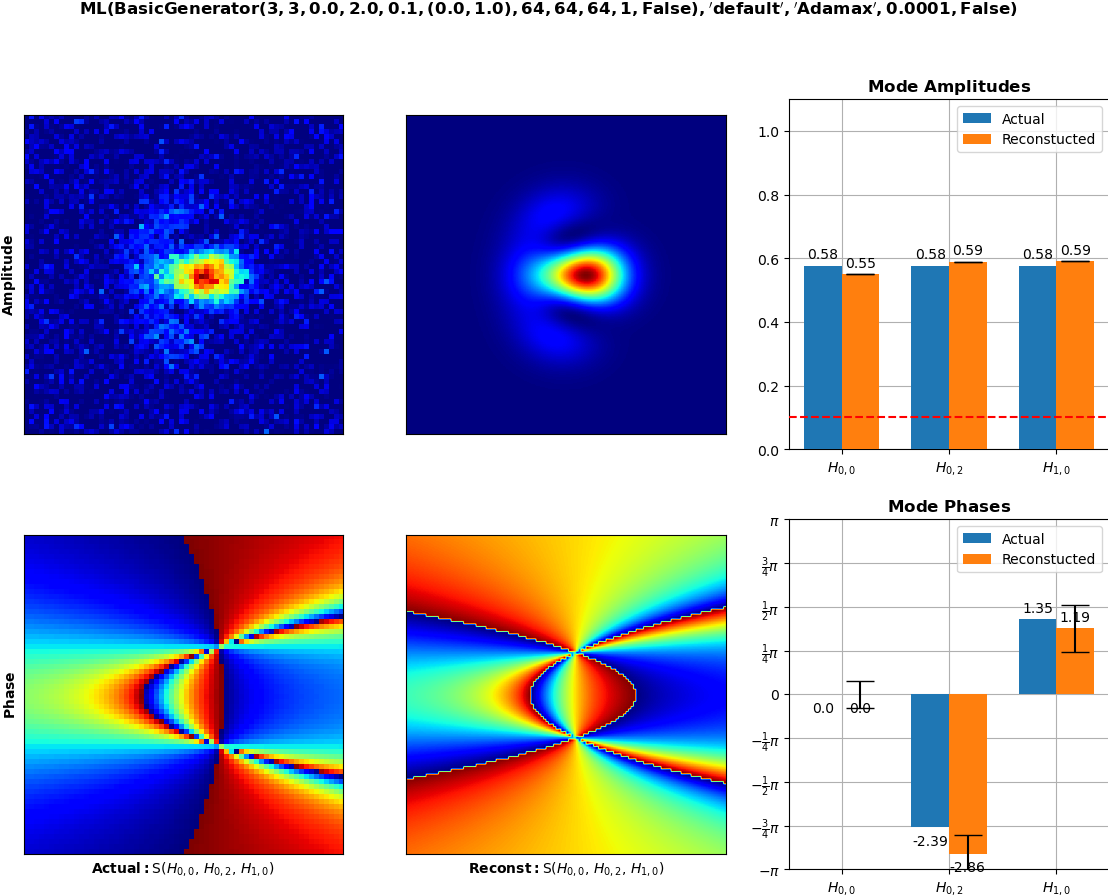 ML(BasicGenerator(3, 3, 0.0, 2.0, 0.1, (0.0, 1.0), 64, 64, 64, 1, False), ′default′, ′Adamax′, 0.0001, False)
Amplitude
Mode Amplitudes
Actual
Reconstucted
1.0
0.8
0.6
0.4
0.2
0.0
0.58
0.55
0.58
0.59
0.58
0.59
H0,0
H0,2
H1,0
Phase
Actual: S(H0,0, H0,2, H1,0)
Reconst: S(H0,0, H0,2, H1,0)
Mode Phases
Actual
Reconstucted
π
3/4π
1/2π
1/4π
0
−1/4π
−1/2π
−3/4π
−π
0.0
-0.0
-2.39
-2.86
1.35
1.19
H0,0
H0,2
H1,0